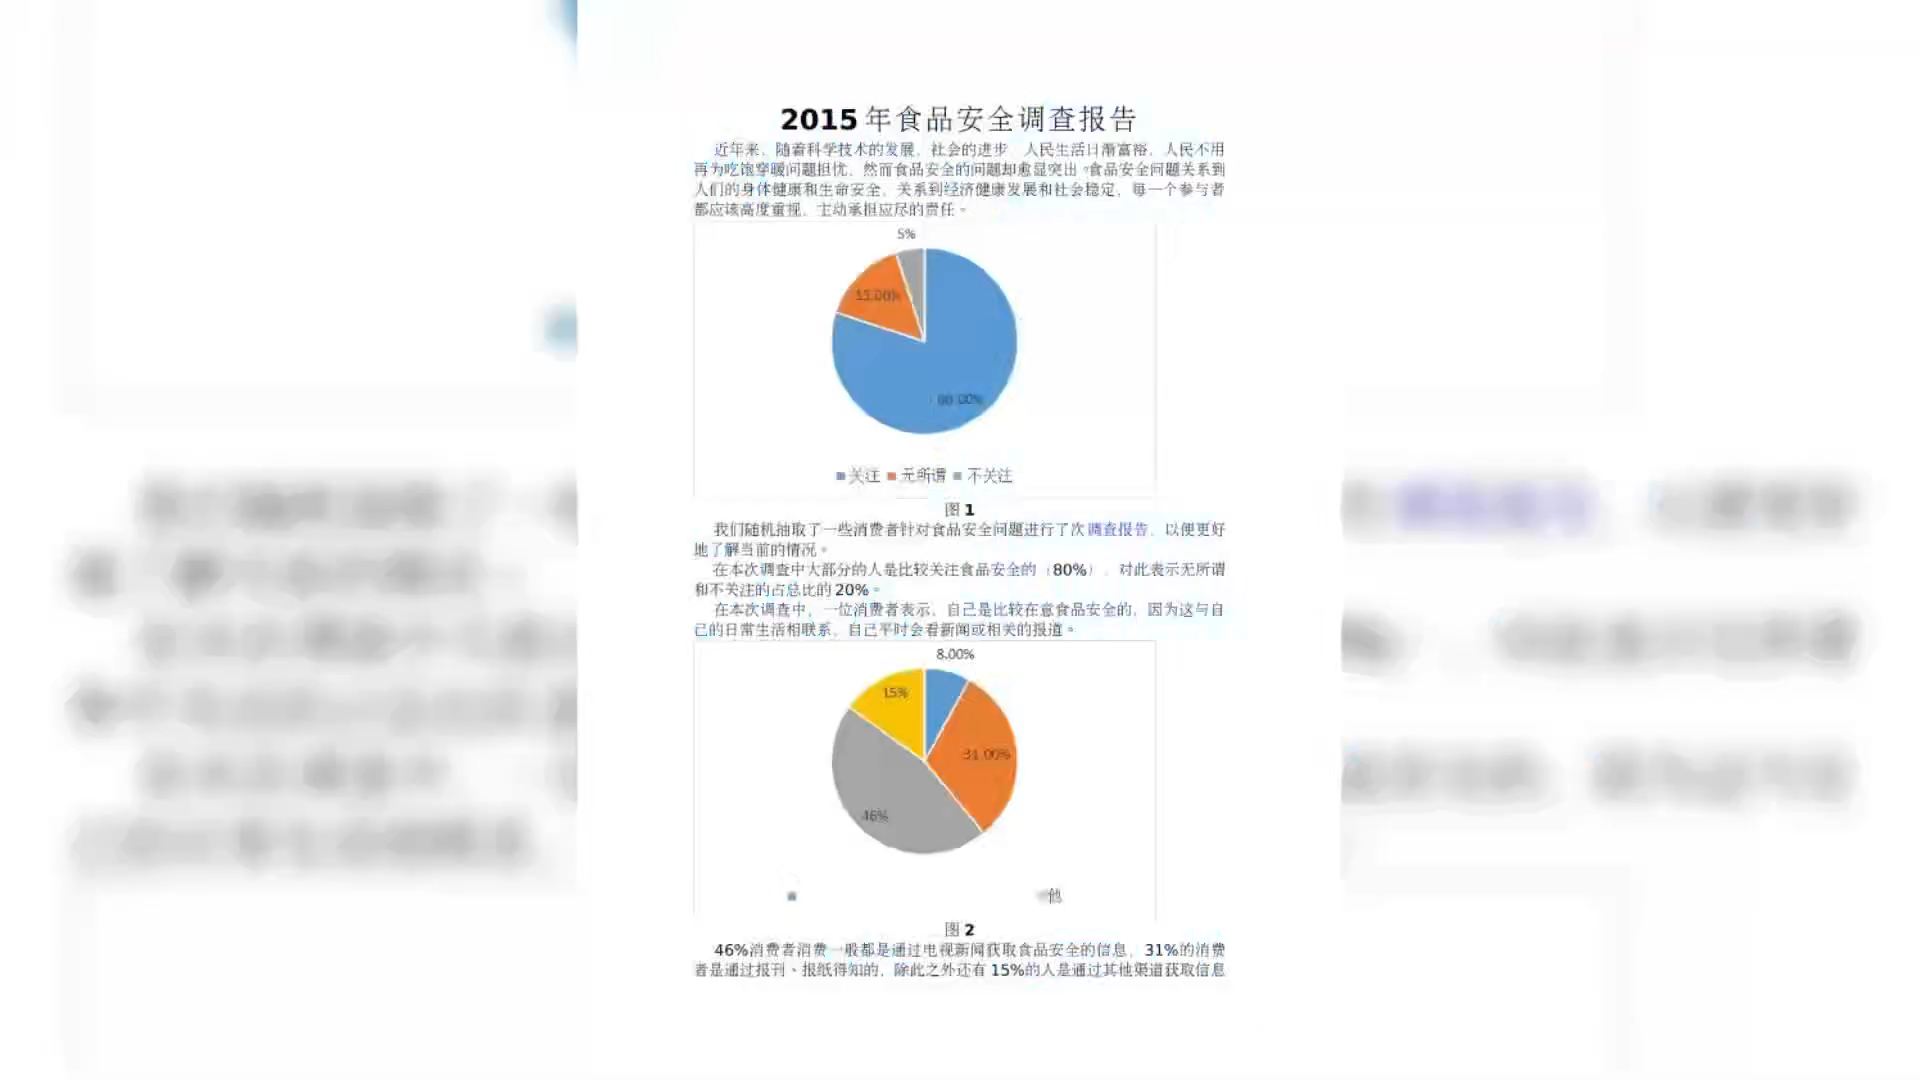 2015年食品安全调查报告
近年来，随着科学技术的发展，社会的进步，人民生活日渐富裕，人民不用
再为吃饱穿暖问题担忧，然而食品安全的问题却愈显突出。食品安全问题关系到
人们的身体健康和生命安全，关系到经济健康发展和社会稳定，每一个参与者
都应该高度重视，主动承担应尽的责任。
5%
15.00%
80.00%
关注 无所谓 不关注
图 1
我们随机抽取了一些消费者针对食品安全问题进行了次调查报告，以便更好
地了解当前的情况。
在本次调查中大部分的人是比较关注食品安全的（80%），对此表示无所谓
和不关注的占总比的 20%。
在本次调查中，一位消费者表示，自己是比较在意食品安全的，因为这与自
己的日常生活相联系，自己平时会看新闻或相关的报道。
8.00%
15%
31.00%
46%
他
图 2
46%消费者消费一般都是通过电视新闻获取食品安全的信息，31%的消费
者是通过报刊、报纸得知的，除此之外还有 15%的人是通过其他渠道获取信息